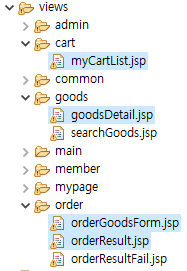 views
admin
cart
myCartList.jsp
common
goods
goodsDetail.jsp
searchGoods.jsp
main
member
mypage
order
orderGoodsForm.jsp
orderResult.jsp
orderResultFail.jsp